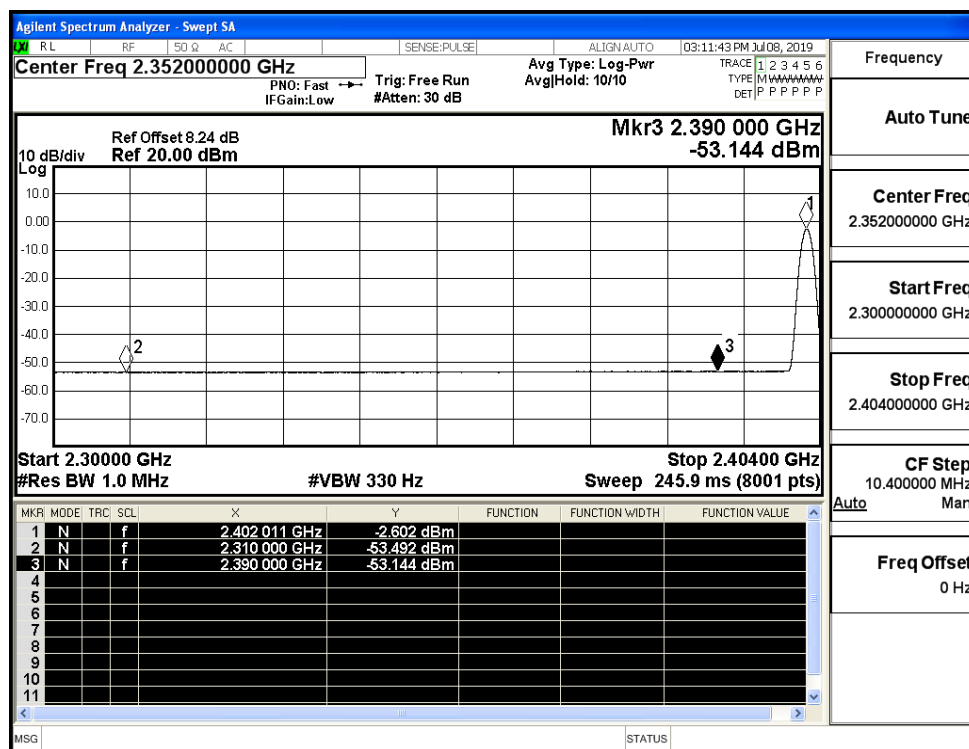 Agilent Spectrum Analyzer - Swept SA
LXI RL RF 50 Ω AC SENSE:PULSE ALIGN AUTO 03:11:43 PM Jul 08, 2019
Center Freq 2.352000000 GHz
PNO: Fast
IFGain:Low
Trig: Free Run
#Atten: 30 dB
Avg Type: Log-Pwr
Avg|Hold: 10/10
TRACE 1 2 3 4 5 6
TYPE M W W W W W
DET P P P P P P
Ref Offset 8.24 dB
10 dB/div Ref 20.00 dBm
Log
Mkr3 2.390 000 GHz
-53.144 dBm
10.0
0.00
-10.0
-20.0
-30.0
-40.0
-50.0
-60.0
-70.0
1
2
3
Start 2.30000 GHz Stop 2.40400 GHz
#Res BW 1.0 MHz #VBW 330 Hz Sweep 245.9 ms (8001 pts)
MKR MODE TRC SCL X Y FUNCTION FUNCTION WIDTH FUNCTION VALUE
1 N f 2.402 011 GHz -2.602 dBm
2 N f 2.310 000 GHz -53.492 dBm
3 N f 2.390 000 GHz -53.144 dBm
4
5
6
7
8
9
10
11
MSG STATUS
Frequency
Auto Tune
Center Freq
2.352000000 GHz
Start Freq
2.300000000 GHz
Stop Freq
2.404000000 GHz
CF Step
10.400000 MHz
Auto Man
Freq Offset
0 Hz